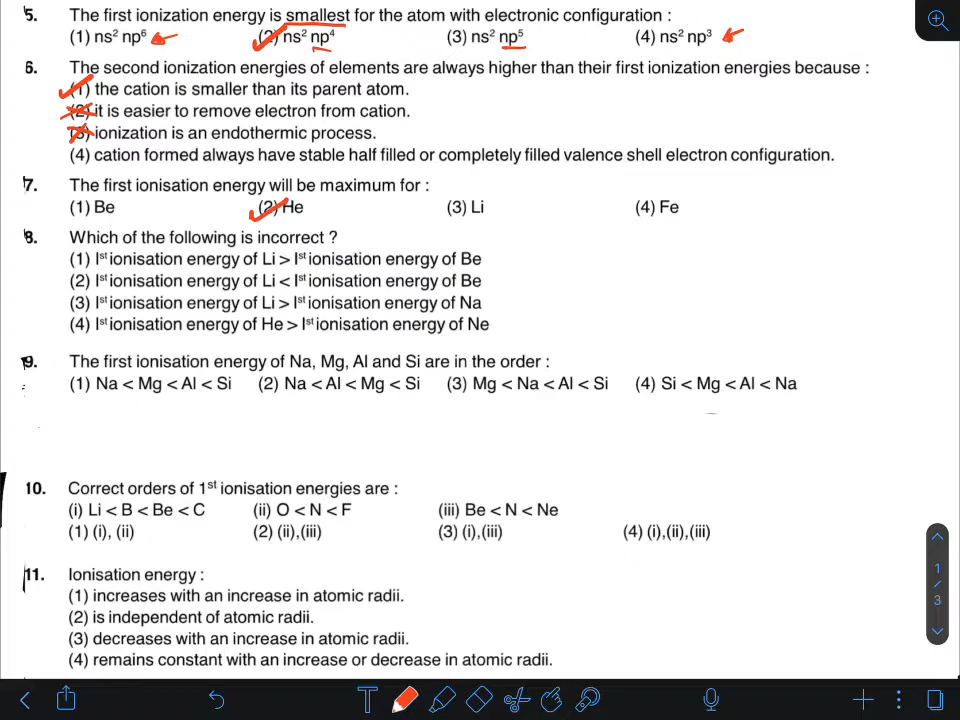 5. The first ionization energy is smallest for the atom with electronic configuration :
(1) ns² np⁶ (2) ns² np⁴ (3) ns² np⁵ (4) ns² np³
6. The second ionization energies of elements are always higher than their first ionization energies because :
(1) the cation is smaller than its parent atom.
(2) it is easier to remove electron from cation.
(3) ionization is an endothermic process.
(4) cation formed always have stable half filled or completely filled valence shell electron configuration.
7. The first ionisation energy will be maximum for :
(1) Be (2) He (3) Li (4) Fe
8. Which of the following is incorrect ?
(1) Iˢᵗ ionisation energy of Li > Iˢᵗ ionisation energy of Be
(2) Iˢᵗ ionisation energy of Li < Iˢᵗ ionisation energy of Be
(3) Iˢᵗ ionisation energy of Li > Iˢᵗ ionisation energy of Na
(4) Iˢᵗ ionisation energy of He > Iˢᵗ ionisation energy of Ne
9. The first ionisation energy of Na, Mg, Al and Si are in the order :
(1) Na < Mg < Al < Si (2) Na < Al < Mg < Si (3) Mg < Na < Al < Si (4) Si < Mg < Al < Na
10. Correct orders of 1ˢᵗ ionisation energies are :
(i) Li < B < Be < C (ii) O < N < F (iii) Be < N < Ne
(1) (i), (ii) (2) (ii),(iii) (3) (i),(iii) (4) (i),(ii),(iii)
11. Ionisation energy :
(1) increases with an increase in atomic radii.
(2) is independent of atomic radii.
(3) decreases with an increase in atomic radii.
(4) remains constant with an increase or decrease in atomic radii.
1
/
3
T